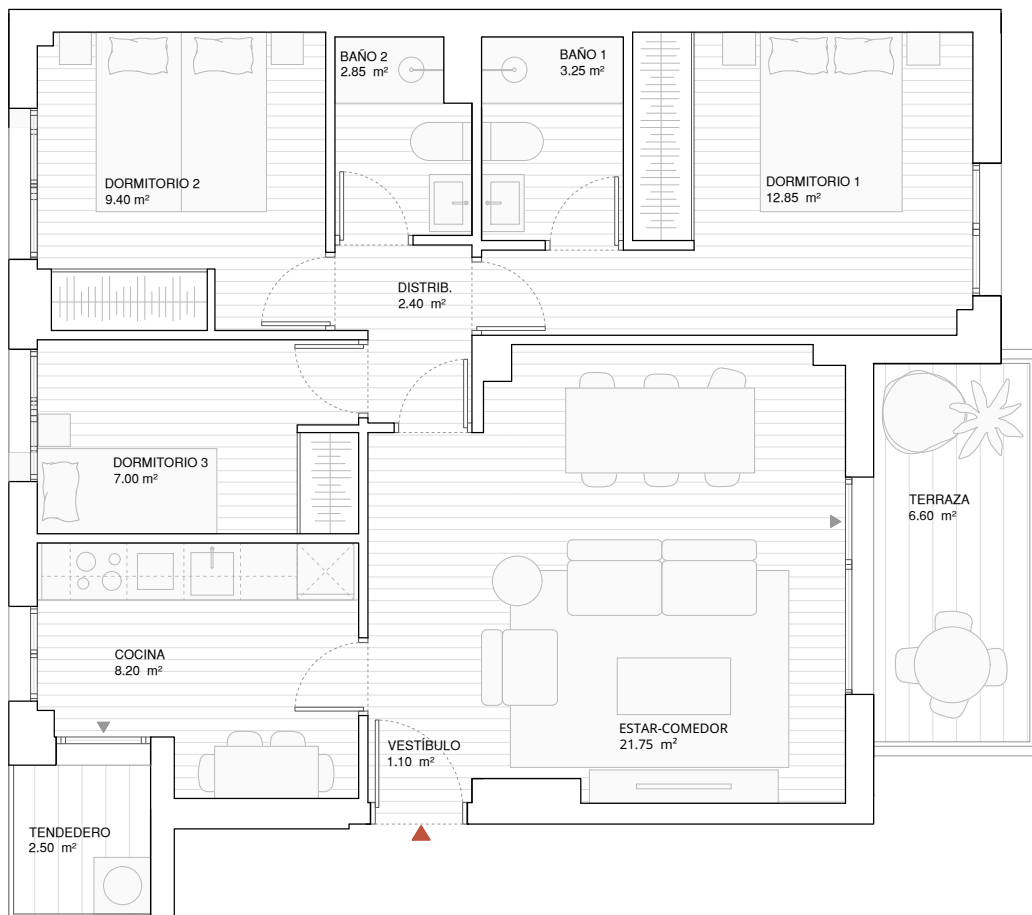 BAÑO 2
2.85 m²
BAÑO 1
3.25 m²
DORMITORIO 2
9.40 m²
DORMITORIO 1
12.85 m²
DISTRIB.
2.40 m²
DORMITORIO 3
7.00 m²
TERRAZA
6.60 m²
COCINA
8.20 m²
ESTAR-COMEDOR
21.75 m²
VESTÍBULO
1.10 m²
TENDEDERO
2.50 m²